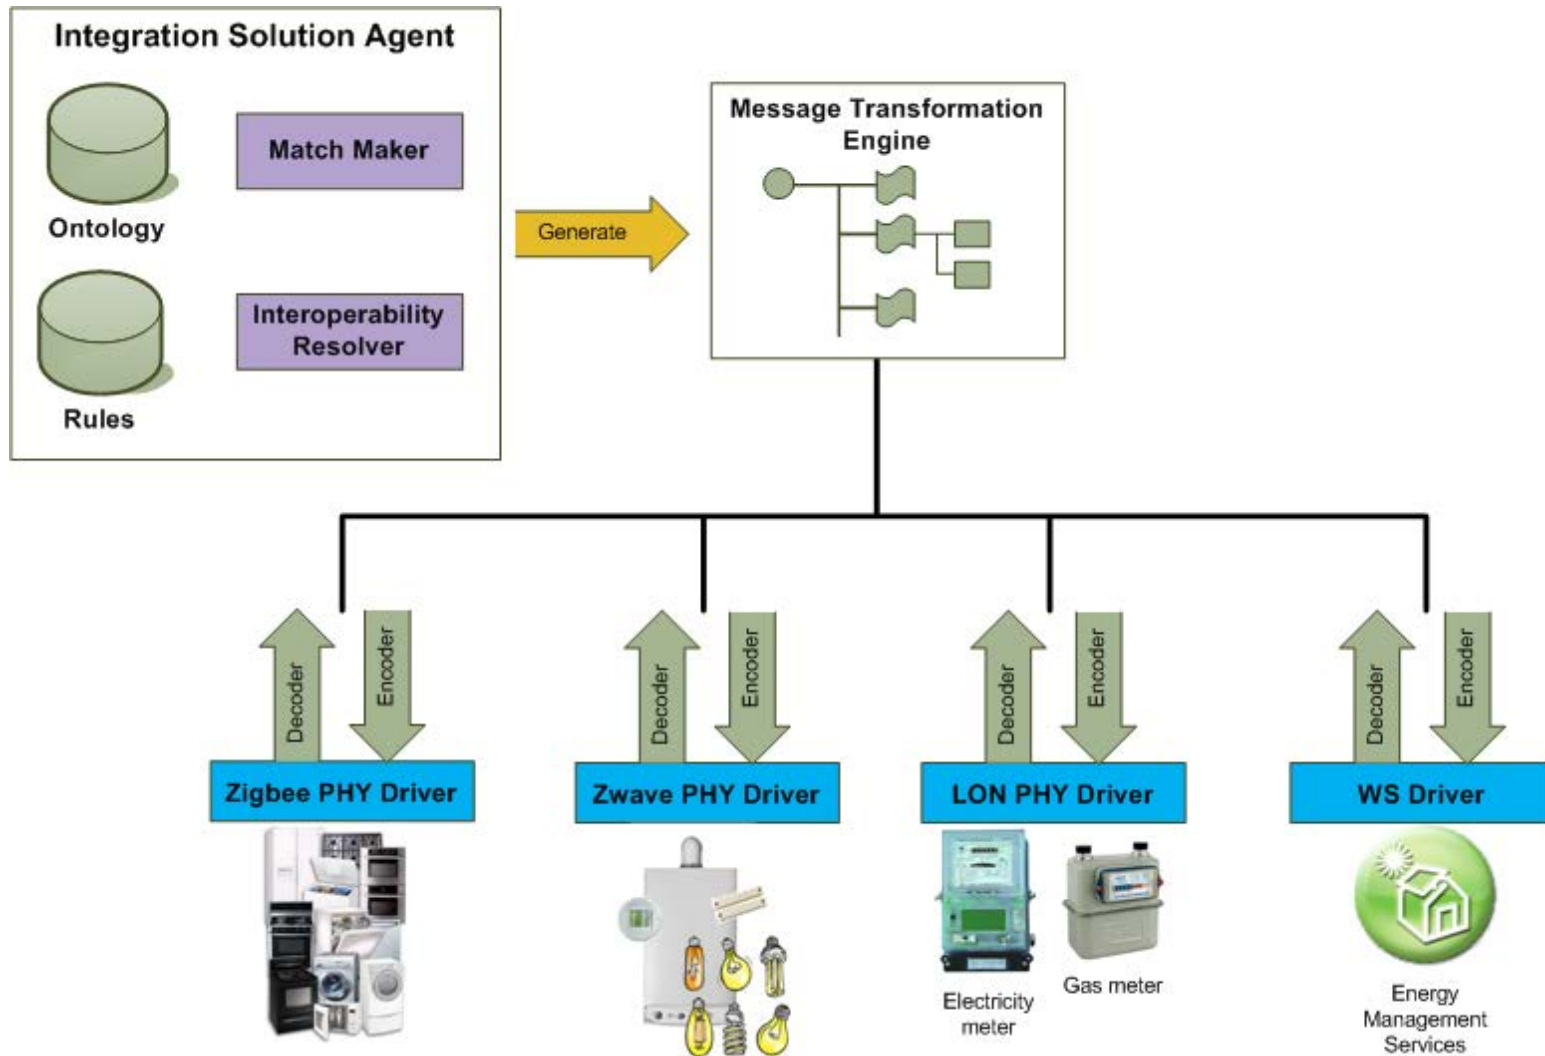 Integration Solution Agent
Match Maker
Ontology
Interoperability
Resolver
Rules
Generate
Message Transformation
Engine
Decoder
Encoder
Decoder
Encoder
Decoder
Encoder
Decoder
Encoder
Zigbee PHY Driver
Zwave PHY Driver
LON PHY Driver
WS Driver
Electricity
meter
Gas meter
Energy
Management
Services